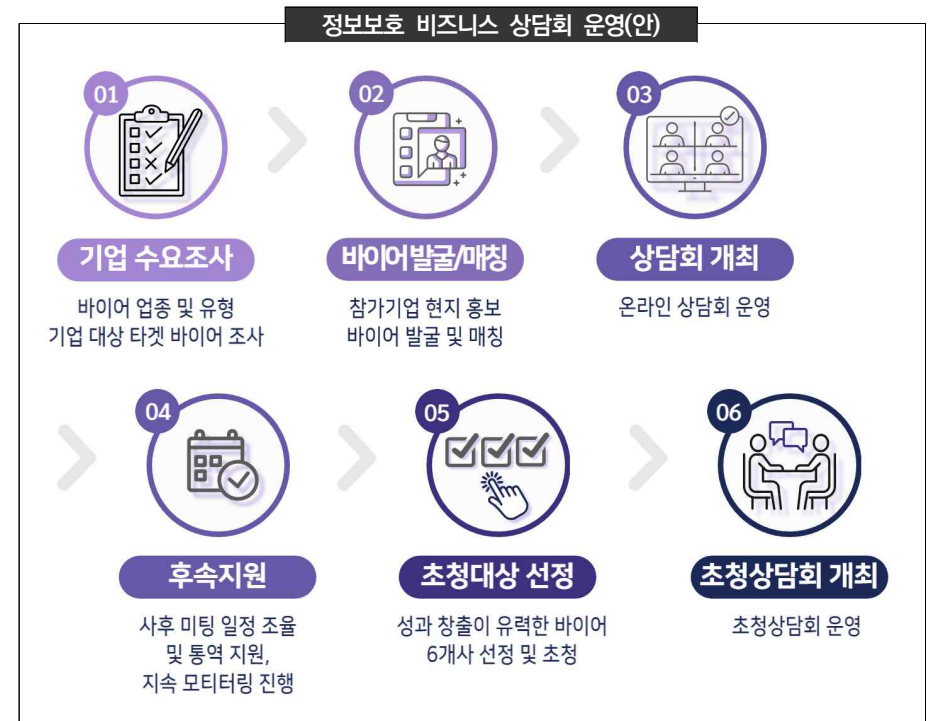 정보보호 비즈니스 상담회 운영(안)
01
02
03
기업 수요조사
바이어발굴/매칭
상담회 개최
바이어 업종 및 유형
기업 대상 타겟 바이어 조사
참가기업 현지 홍보
바이어 발굴 및 매칭
온라인 상담회 운영
04
05
06
후속지원
초청대상 선정
초청상담회 개최
사후 미팅 일정 조율
및 통역 지원,
지속 모티터링 진행
성과 창출이 유력한 바이어
6개사 선정 및 초청
초청상담회 운영